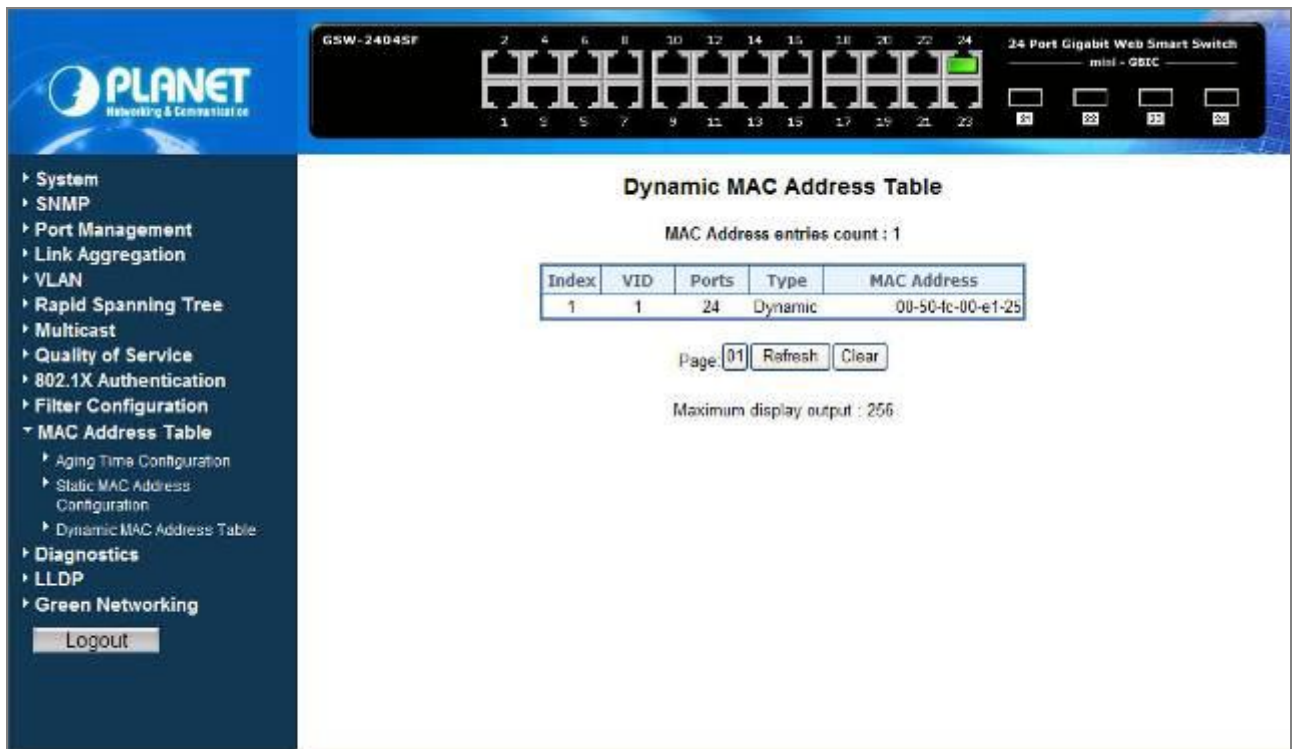 PLANET
Networking & Communication
GSW-2404SF
2 4 6 8 10 12 14 16 18 20 22 24
1 3 5 7 9 11 13 15 17 19 21 23
24 Port Gigabit Web Smart Switch
mini - GBIC
21 22 23 24
System
SNMP
Port Management
Link Aggregation
VLAN
Rapid Spanning Tree
Multicast
Quality of Service
802.1X Authentication
Filter Configuration
MAC Address Table
Aging Time Configuration
Static MAC Address
Configuration
Dynamic MAC Address Table
Diagnostics
LLDP
Green Networking
Logout
Dynamic MAC Address Table
MAC Address entries count : 1
Index VID Ports Type MAC Address
1 1 24 Dynamic 00-50-fc-00-e1-25
Page: 01 Refresh Clear
Maximum display output : 256